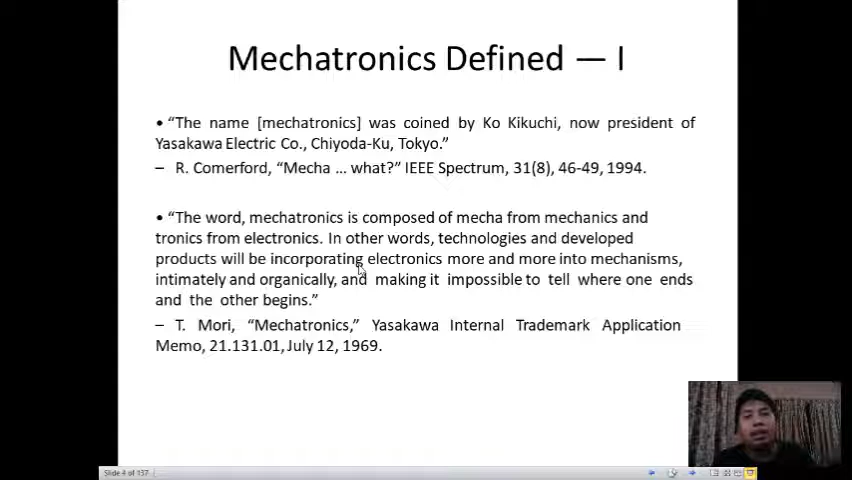 Mechatronics Defined — I
• “The name [mechatronics] was coined by Ko Kikuchi, now president of
Yasakawa Electric Co., Chiyoda-Ku, Tokyo.”
– R. Comerford, “Mecha ... what?” IEEE Spectrum, 31(8), 46-49, 1994.
• “The word, mechatronics is composed of mecha from mechanics and
tronics from electronics. In other words, technologies and developed
products will be incorporating electronics more and more into mechanisms,
intimately and organically, and making it impossible to tell where one ends
and the other begins.”
– T. Mori, “Mechatronics,” Yasakawa Internal Trademark Application
Memo, 21.131.01, July 12, 1969.
Slide 4 of 137